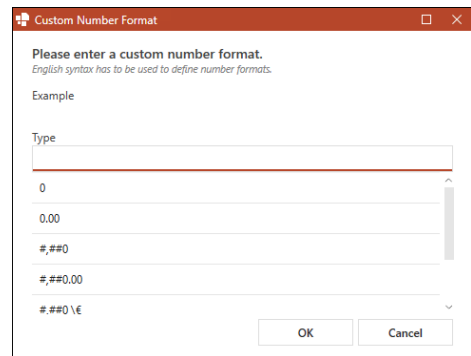 Custom Number Format
Please enter a custom number format.
English syntax has to be used to define number formats.
Example
Type
0
0.00
#,##0
#,##0.00
#.##0 \€
OK Cancel